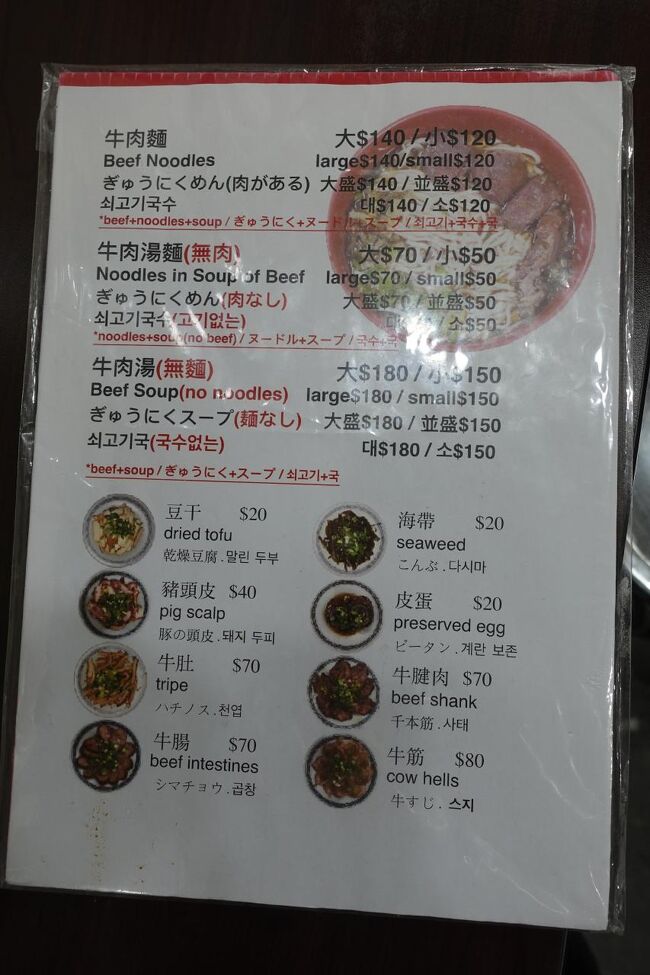 牛肉麵 大$140 / 小$120
Beef Noodles large$140/small$120
ぎゅうにくめん(肉がある) 大盛$140 / 並盛$120
쇠고기국수 대$140 / 소$120
*beef+noodles+soup / ぎゅうにく+ヌードル+スープ / 쇠고기+국수+국
牛肉湯麵(無肉) 大$70 / 小$50
Noodles in Soup of Beef large$70 / small$50
ぎゅうにくめん(肉なし) 大盛$70 / 並盛$50
쇠고기국수(고기없는) / 소$50
*noodles+soup(no beef) / ヌードル+スープ / 국수+국
牛肉湯(無麵) 大$180 / 小$150
Beef Soup(no noodles) large$180 / small$150
ぎゅうにくスープ(麵なし) 大盛$180 / 並盛$150
쇠고기국(국수없는) 대$180 / 소$150
*beef+soup / ぎゅうにく+スープ / 쇠고기+국
豆干 $20
dried tofu
乾燥豆腐.말린 두부
豬頭皮 $40
pig scalp
豚の頭皮.돼지 두피
牛肚 $70
tripe
ハチノス.천엽
牛腸 $70
beef intestines
シマチョウ.곱창
海帶 $20
seaweed
こんぶ.다시마
皮蛋 $20
preserved egg
ピータン.계란 보존
牛腱肉 $70
beef shank
千本筋.사태
牛筋 $80
cow hells
牛すじ. 스지